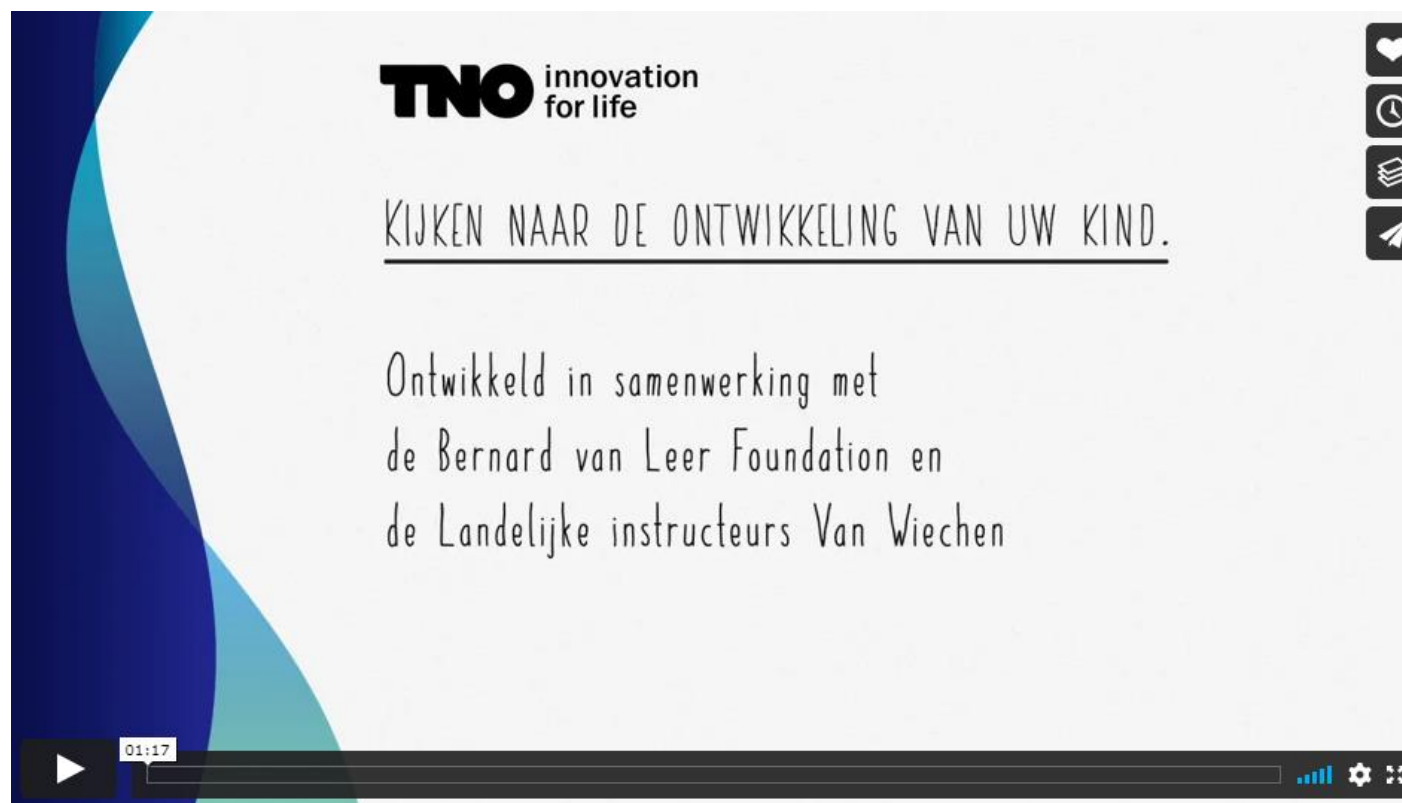 TNO innovation
for life
KIJKEN NAAR DE ONTWIKKELING VAN UW KIND.
Ontwikkeld in samenwerking met
de Bernard van Leer Foundation en
de Landelijke instructeurs Van Wiechen
01:17